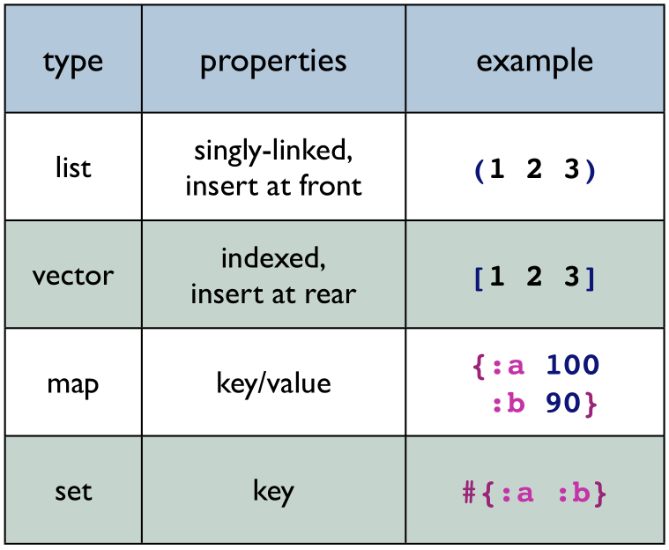 type properties example
list singly-linked, insert at front (1 2 3)
vector indexed, insert at rear [1 2 3]
map key/value {:a 100
:b 90}
set key #{:a :b}